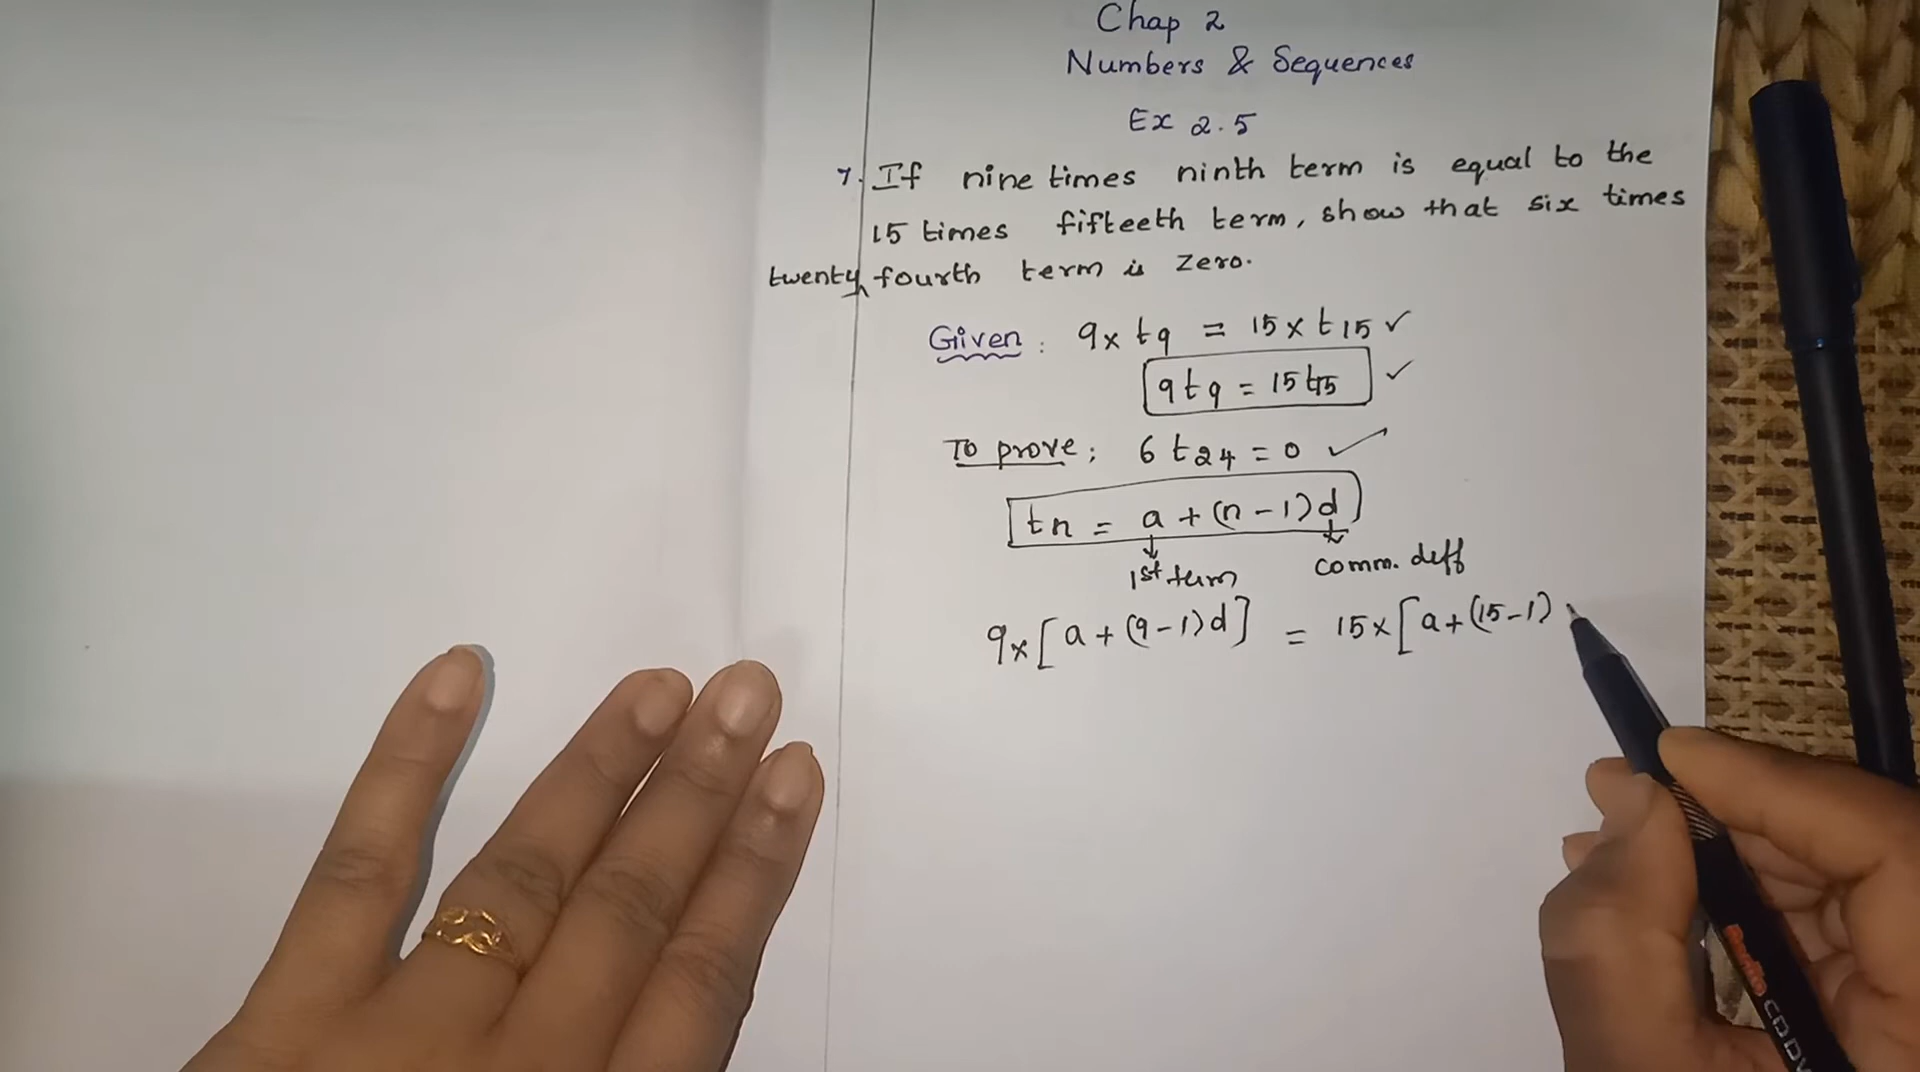 Chap 2
Numbers & Sequences
Ex 2.5
7. If nine times ninth term is equal to the
15 times fifteeth term, show that six times
twenty fourth term is zero.
Given : 9 x t9 = 15 x t15 ✓
9t9 = 15t15 ✓
To prove ; 6 t24 = 0 ✓
tn = a + (n - 1)d
1st term comm. diff
9x[a + (9-1)d] = 15x[a+(15-1)